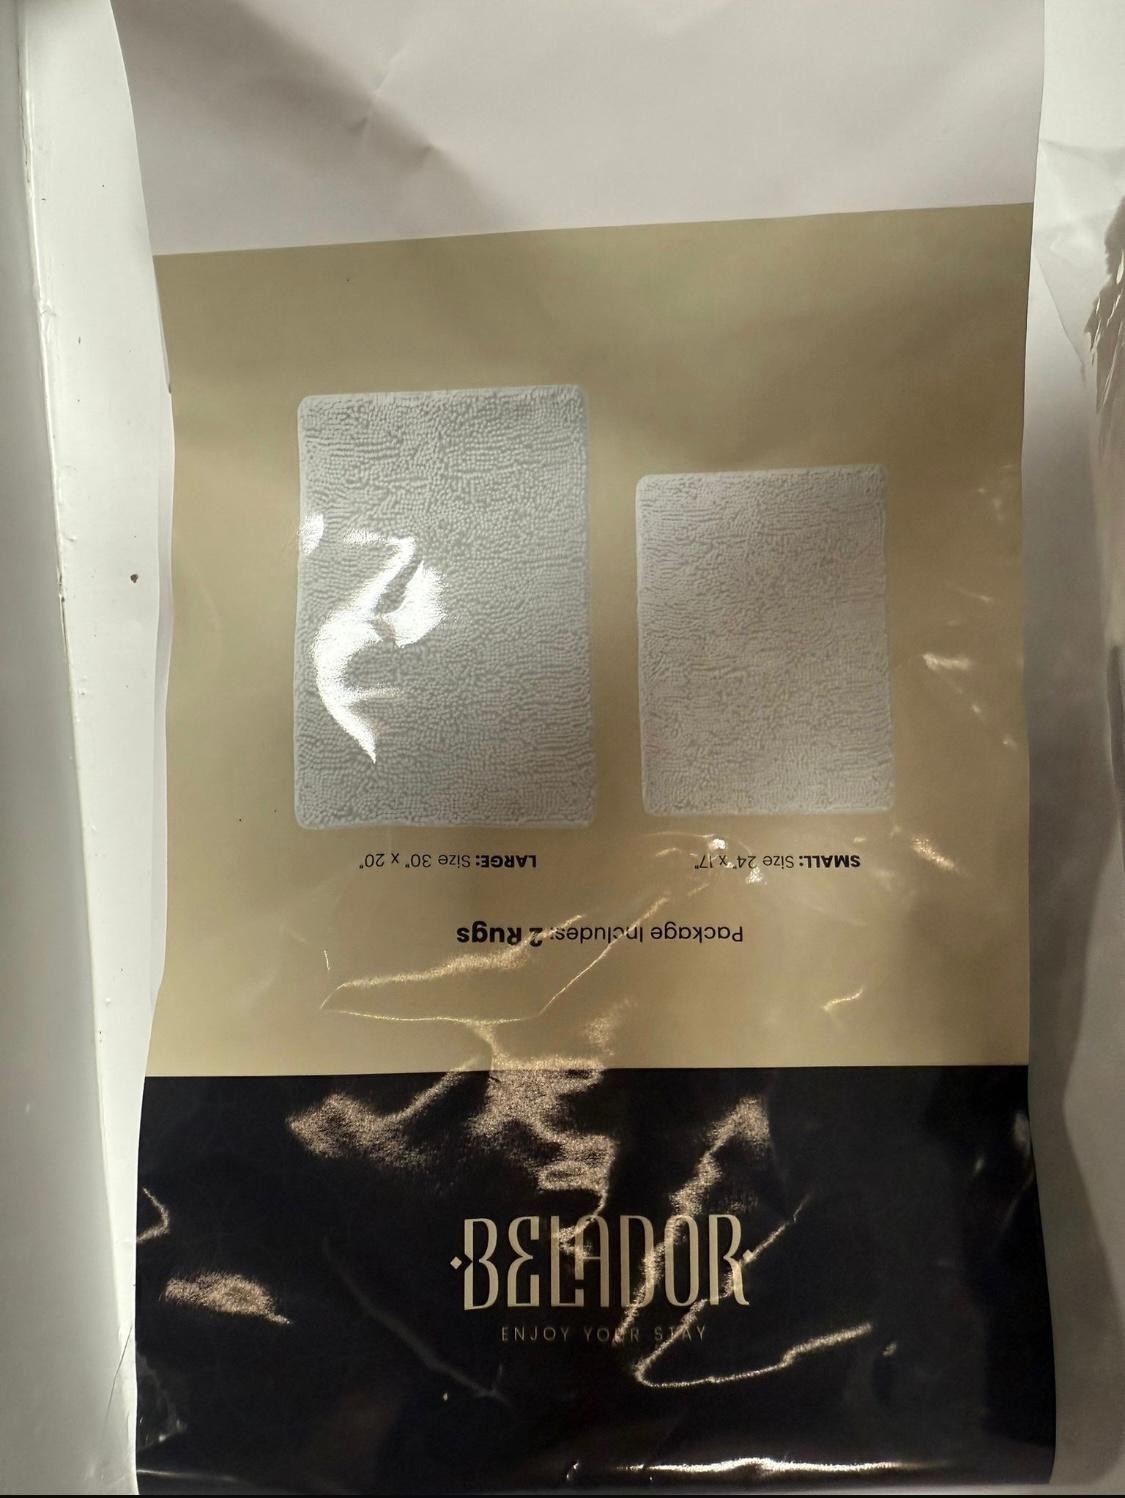 Package Includes: 2 Rugs
SMALL: Size 24" x 17"
LARGE: Size 30" x 20"
BELADOR
ENJOY YOUR STAY